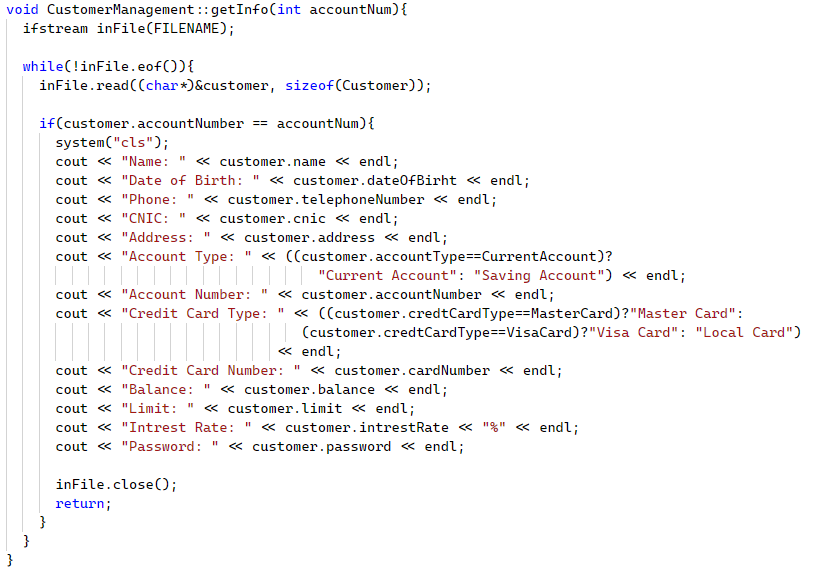 void CustomerManagement::getInfo(int accountNum){
ifstream inFile(FILENAME);
while(!inFile.eof()){
inFile.read((char*)&customer, sizeof(Customer));
if(customer.accountNumber == accountNum){
system("cls");
cout << "Name: " << customer.name << endl;
cout << "Date of Birth: " << customer.dateOfBirht << endl;
cout << "Phone: " << customer.telephoneNumber << endl;
cout << "CNIC: " << customer.cnic << endl;
cout << "Address: " << customer.address << endl;
cout << "Account Type: " << ((customer.accountType==CurrentAccount)?
"Current Account": "Saving Account") << endl;
cout << "Account Number: " << customer.accountNumber << endl;
cout << "Credit Card Type: " << ((customer.credtCardType==MasterCard)?"Master Card":
(customer.credtCardType==VisaCard)?"Visa Card": "Local Card")
<< endl;
cout << "Credit Card Number: " << customer.cardNumber << endl;
cout << "Balance: " << customer.balance << endl;
cout << "Limit: " << customer.limit << endl;
cout << "Intrest Rate: " << customer.intrestRate << "%" << endl;
cout << "Password: " << customer.password << endl;
inFile.close();
return;
}
}
}